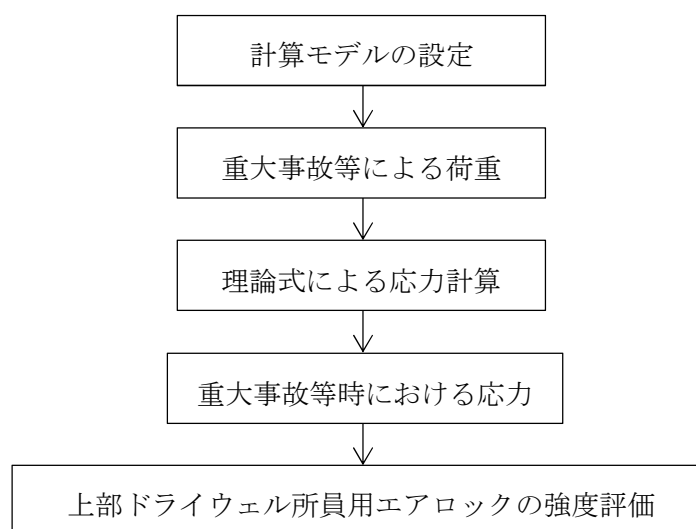 計算モデルの設定
重大事故等による荷重
理論式による応力計算
重大事故等時における応力
上部ドライウェル所員用エアロックの強度評価